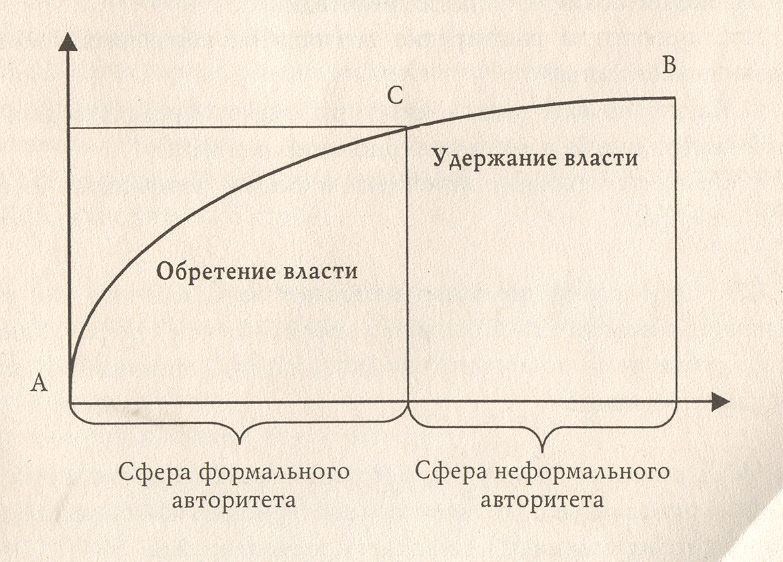 B
C
Удержание власти
Обретение власти
A
Сфера формального
авторитета
Сфера неформального
авторитета